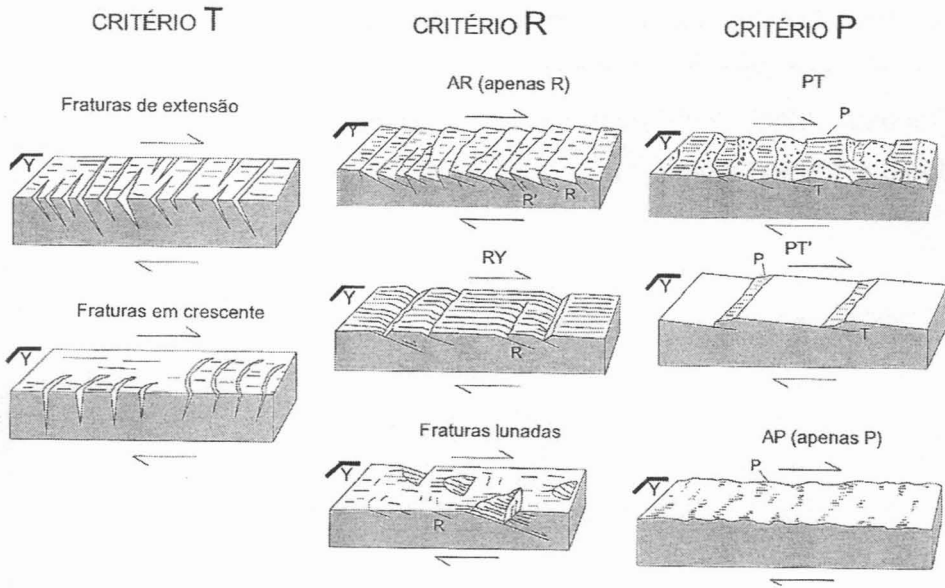 CRITÉRIO T
Fraturas de extensão
Y
Fraturas em crescente
Y
CRITÉRIO R
AR (apenas R)
Y
R' R
RY
Y
R
Fraturas lunadas
Y
R
CRITÉRIO P
PT
P
Y
T
PT'
P
Y
T
AP (apenas P)
P
Y